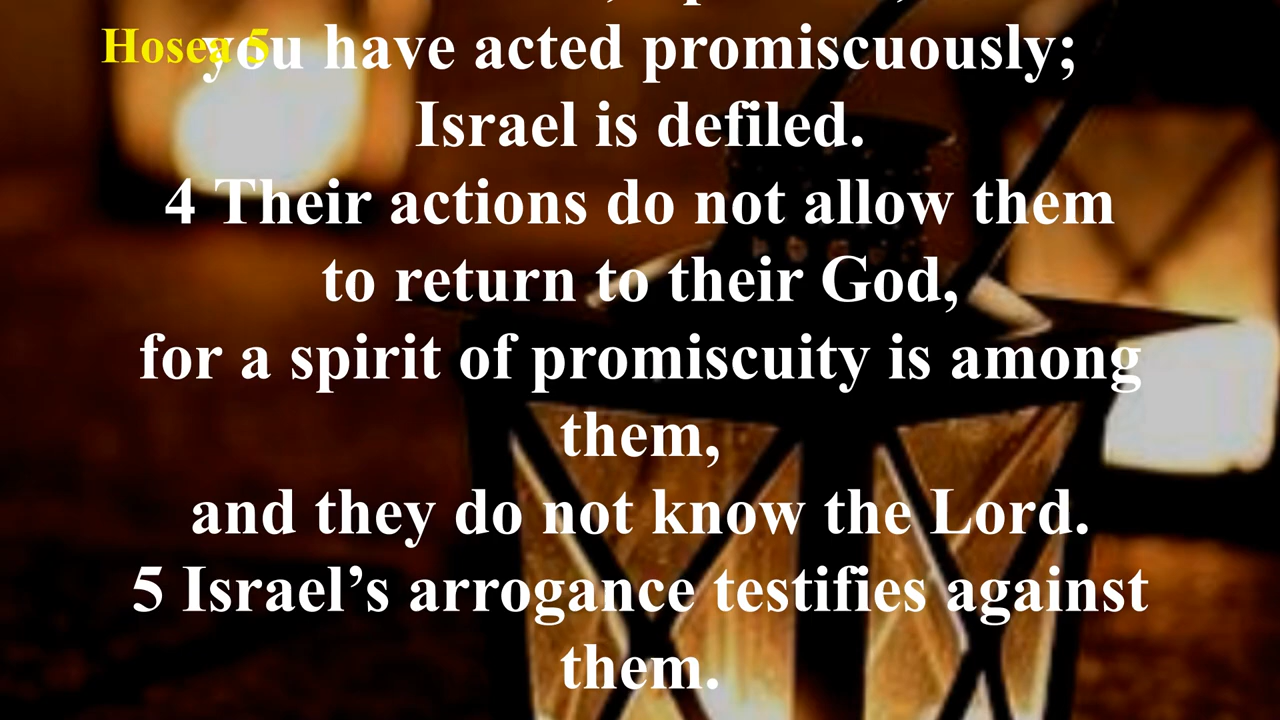 Hosea 5
you have acted promiscuously;
Israel is defiled.
4 Their actions do not allow them
to return to their God,
for a spirit of promiscuity is among
them,
and they do not know the Lord.
5 Israel’s arrogance testifies against
them.